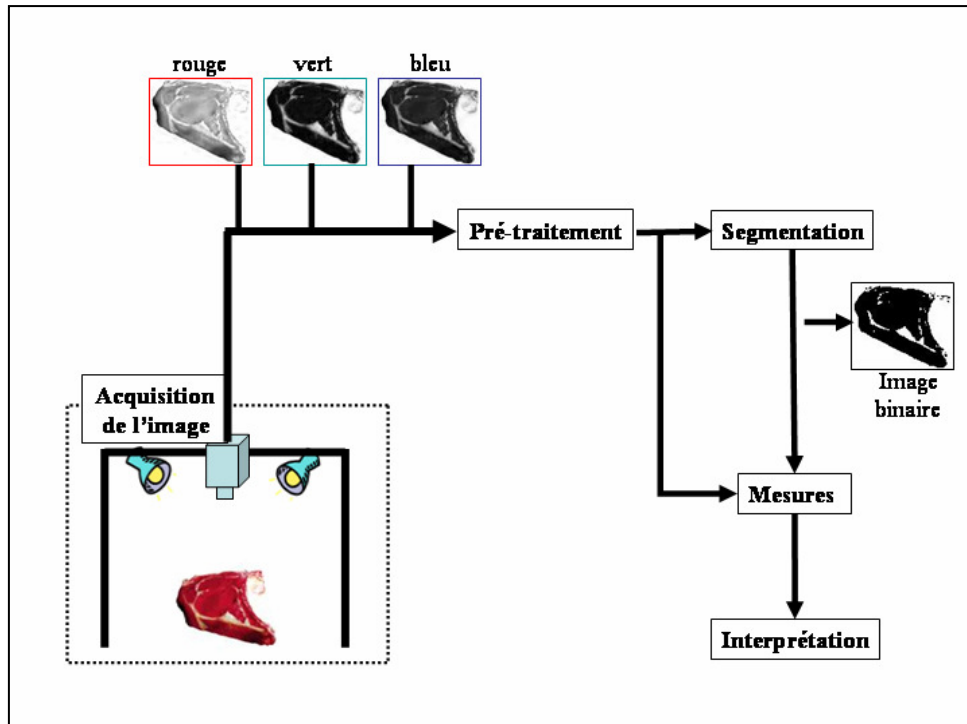 rouge
vert
bleu
Pré-traitement
Segmentation
Image
binaire
Acquisition
de l'image
Mesures
Interprétation